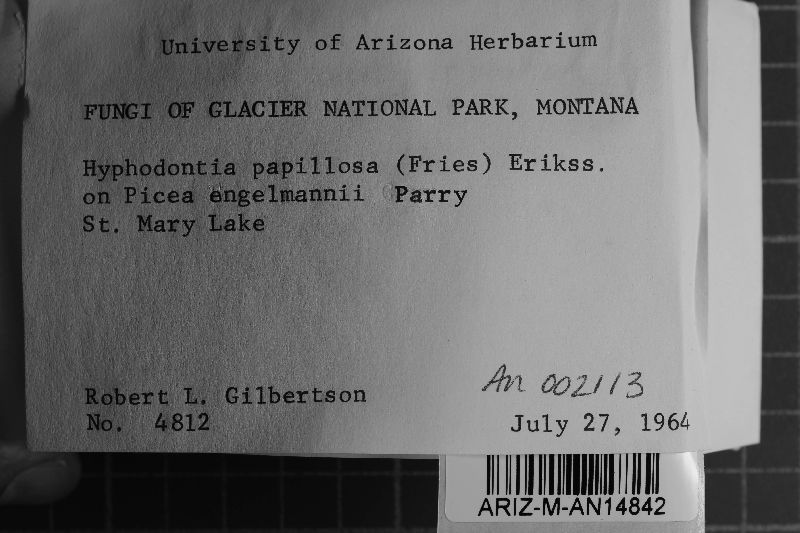 University of Arizona Herbarium
FUNGI OF GLACIER NATIONAL PARK, MONTANA
Hyphodontia papillosa (Fries) Erikss.
on Picea engelmannii Parry
St. Mary Lake
An 002113
Robert L. Gilbertson
No. 4812
July 27, 1964
ARIZ-M-AN14842